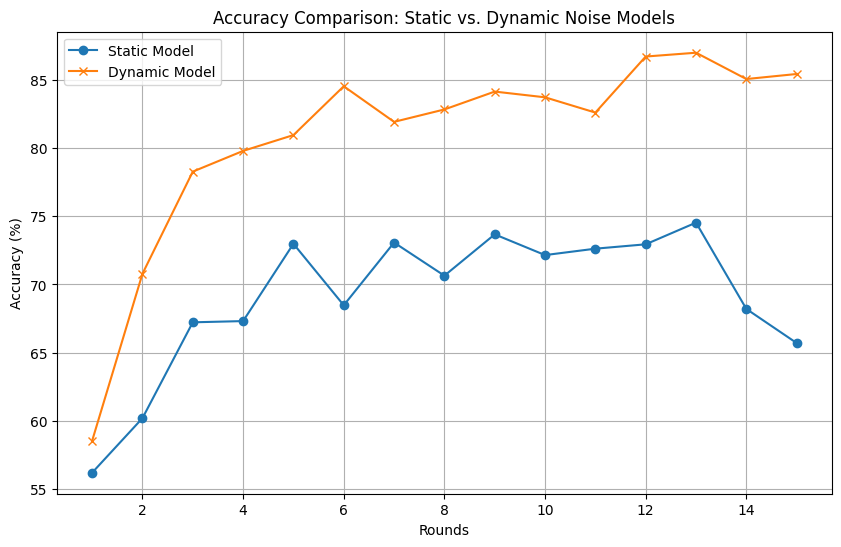 Accuracy Comparison: Static vs. Dynamic Noise Models
Static Model
Dynamic Model
Accuracy (%)
85
80
75
70
65
60
55
2 4 6 8 10 12 14
Rounds